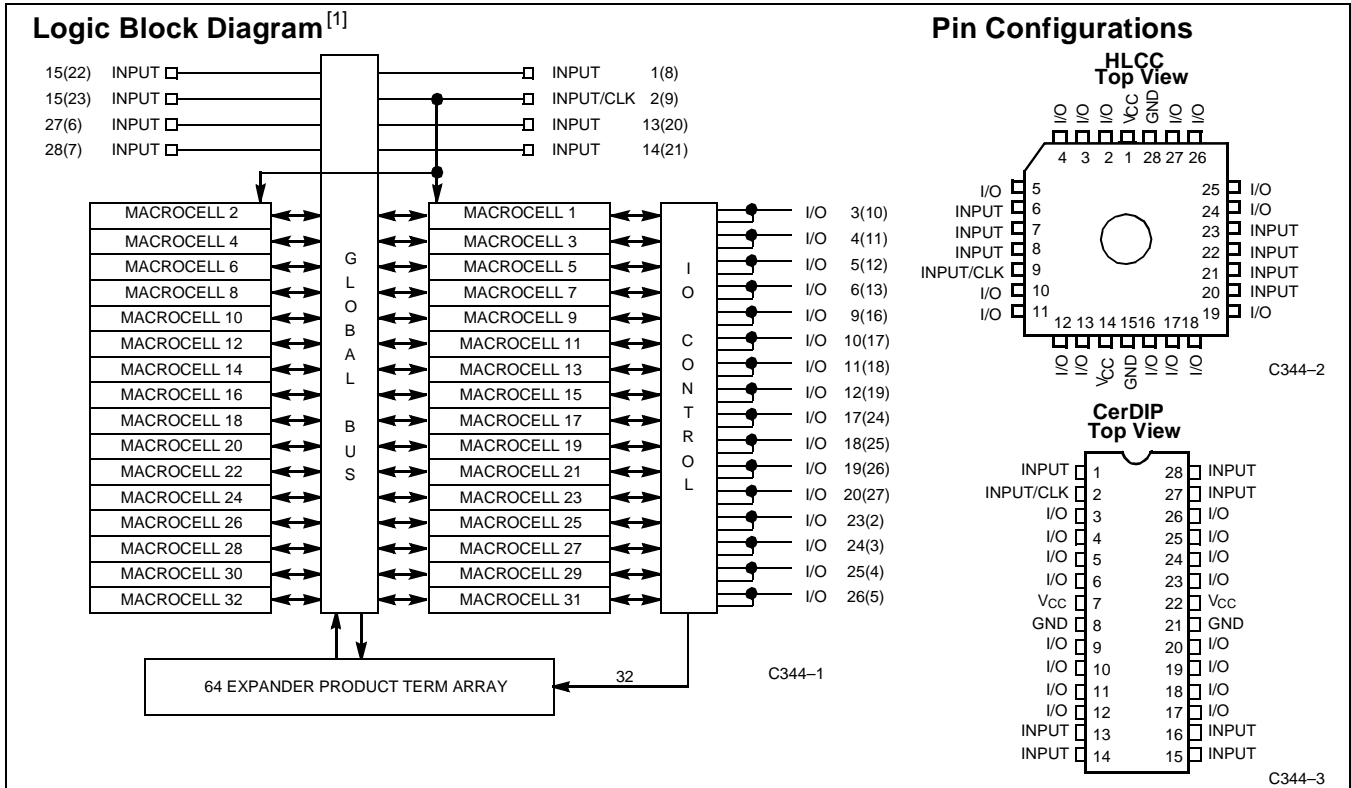 Logic Block Diagram[1]
15(22) INPUT
15(23) INPUT
27(6) INPUT
28(7) INPUT
INPUT 1(8)
INPUT/CLK 2(9)
INPUT 13(20)
INPUT 14(21)
MACROCELL 2
MACROCELL 4
MACROCELL 6
MACROCELL 8
MACROCELL 10
MACROCELL 12
MACROCELL 14
MACROCELL 16
MACROCELL 18
MACROCELL 20
MACROCELL 22
MACROCELL 24
MACROCELL 26
MACROCELL 28
MACROCELL 30
MACROCELL 32
GLOBAL BUS
MACROCELL 1
MACROCELL 3
MACROCELL 5
MACROCELL 7
MACROCELL 9
MACROCELL 11
MACROCELL 13
MACROCELL 15
MACROCELL 17
MACROCELL 19
MACROCELL 21
MACROCELL 23
MACROCELL 25
MACROCELL 27
MACROCELL 29
MACROCELL 31
IO CONTROL
I/O 3(10)
I/O 4(11)
I/O 5(12)
I/O 6(13)
I/O 9(16)
I/O 10(17)
I/O 11(18)
I/O 12(19)
I/O 17(24)
I/O 18(25)
I/O 19(26)
I/O 20(27)
I/O 23(2)
I/O 24(3)
I/O 25(4)
I/O 26(5)
64 EXPANDER PRODUCT TERM ARRAY
32
C344–1
Pin Configurations
HLCC
Top View
I/O I/O I/O VCC GND I/O I/O
4 3 2 1 28 27 26
I/O 5
INPUT 6
INPUT 7
INPUT 8
INPUT/CLK 9
I/O 10
I/O 11
25 I/O
24 I/O
23 INPUT
22 INPUT
21 INPUT
20 INPUT
19 I/O
12 13 14 15 16 17 18
I/O I/O VCC GND I/O I/O I/O
C344–2
CerDIP
Top View
INPUT 1 28 INPUT
INPUT/CLK 2 27 INPUT
I/O 3 26 I/O
I/O 4 25 I/O
I/O 5 24 I/O
I/O 6 23 I/O
VCC 7 22 VCC
GND 8 21 GND
I/O 9 20 I/O
I/O 10 19 I/O
I/O 11 18 I/O
I/O 12 17 I/O
INPUT 13 16 INPUT
INPUT 14 15 INPUT
C344–3